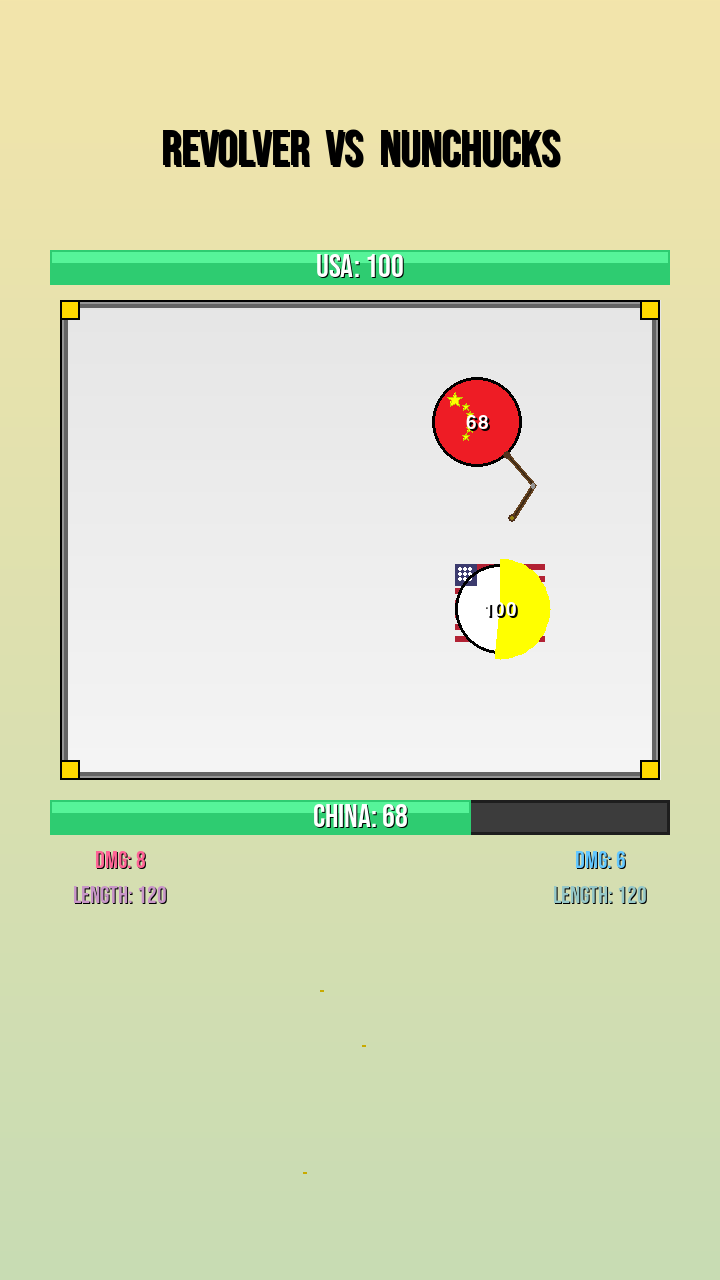 REVOLVER VS NUNCHUCKS
USA: 100
68
100
CHINA: 68
DMG: 8
DMG: 6
LENGTH: 120
LENGTH: 120